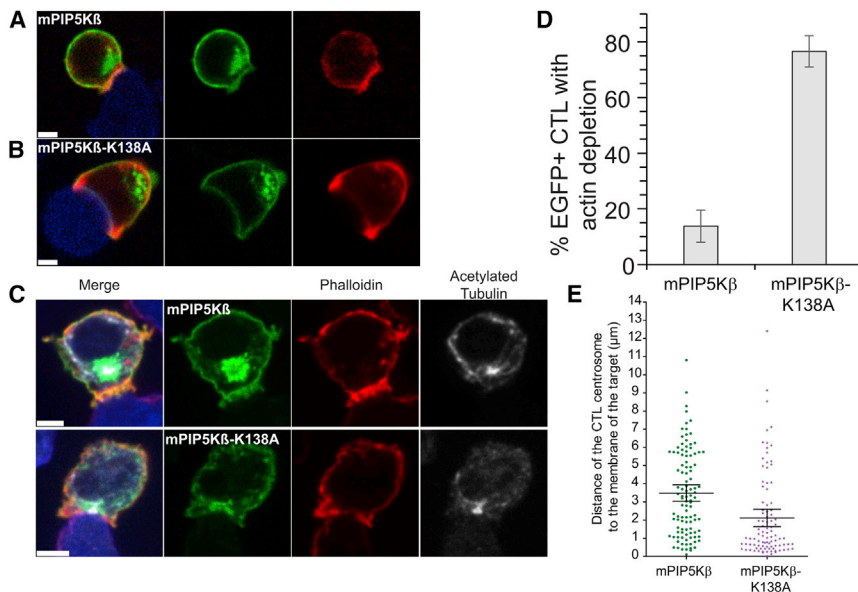 A
mPIP5Kß
B
mPIP5Kß-K138A
C
Merge
Phalloidin
Acetylated
Tubulin
mPIP5Kß
mPIP5Kß-K138A
D
% EGFP+ CTL with
actin depletion
80
60
40
20
0
mPIP5Kβ
mPIP5Kβ-
K138A
E
Distance of the CTL centrosome
to the membrane of the target (μm)
14
13
12
11
10
9
8
7
6
5
4
3
2
1
0
mPIP5Kβ
mPIP5Kβ-
K138A